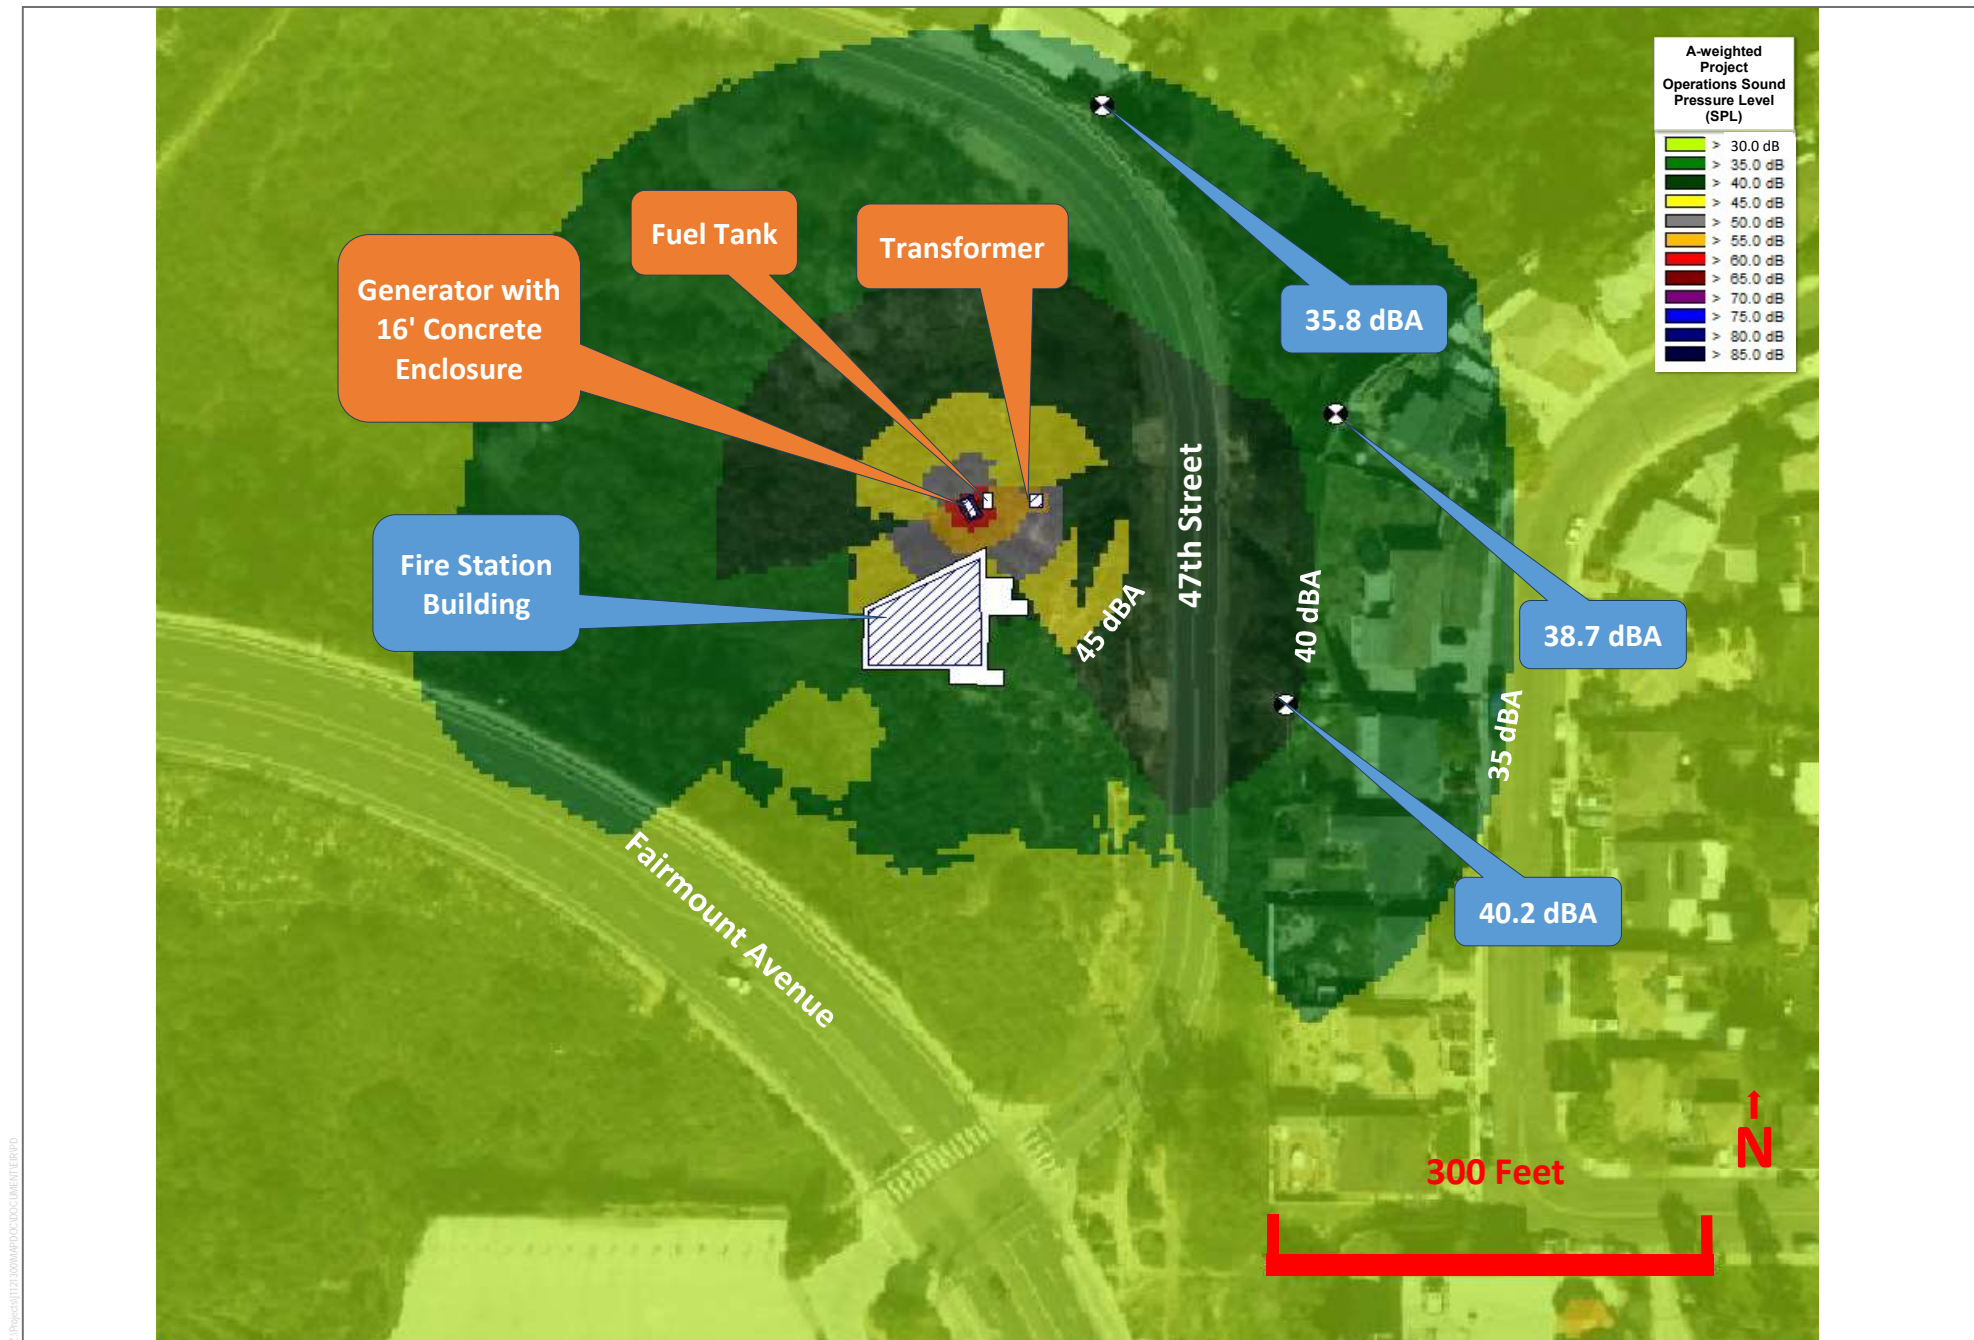 A-weighted
Project
Operations Sound
Pressure Level
(SPL)
> 30.0 dB
> 35.0 dB
> 40.0 dB
> 45.0 dB
> 50.0 dB
> 55.0 dB
> 60.0 dB
> 65.0 dB
> 70.0 dB
> 75.0 dB
> 80.0 dB
> 85.0 dB
Fuel Tank
Transformer
Generator with
16' Concrete
Enclosure
35.8 dBA
Fire Station
Building
47th Street
45 dBA
40 dBA
38.7 dBA
35 dBA
40.2 dBA
Fairmount Avenue
300 Feet
N